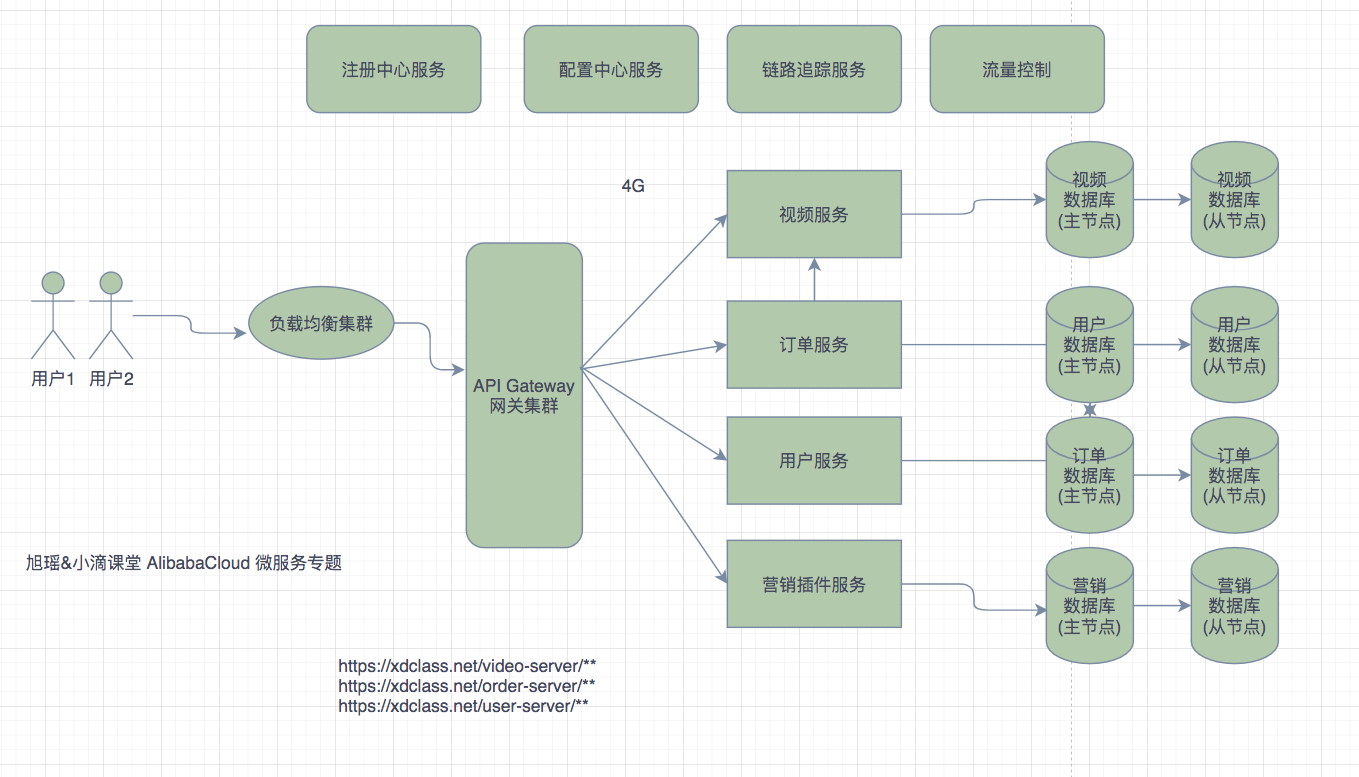 注册中心服务
配置中心服务
链路追踪服务
流量控制
4G
视频服务
视频
数据库
(主节点)
视频
数据库
(从节点)
用户1
用户2
负载均衡集群
API Gateway
网关集群
订单服务
用户
数据库
(主节点)
用户
数据库
(从节点)
用户服务
订单
数据库
(主节点)
订单
数据库
(从节点)
旭瑶&小滴课堂 AlibabaCloud 微服务专题
营销插件服务
营销
数据库
(主节点)
营销
数据库
(从节点)
https://xdclass.net/video-server/**
https://xdclass.net/order-server/**
https://xdclass.net/user-server/**